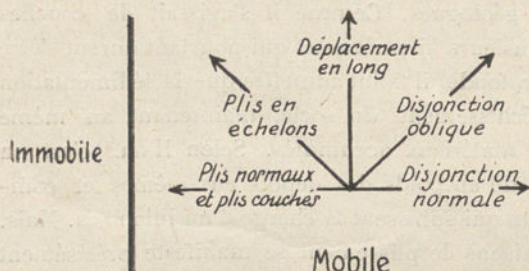 Déplacement
en long
Plis en
échelons
Disjonction
oblique
Immobile
Plis normaux
et plis couchés
Disjonction
normale
Mobile